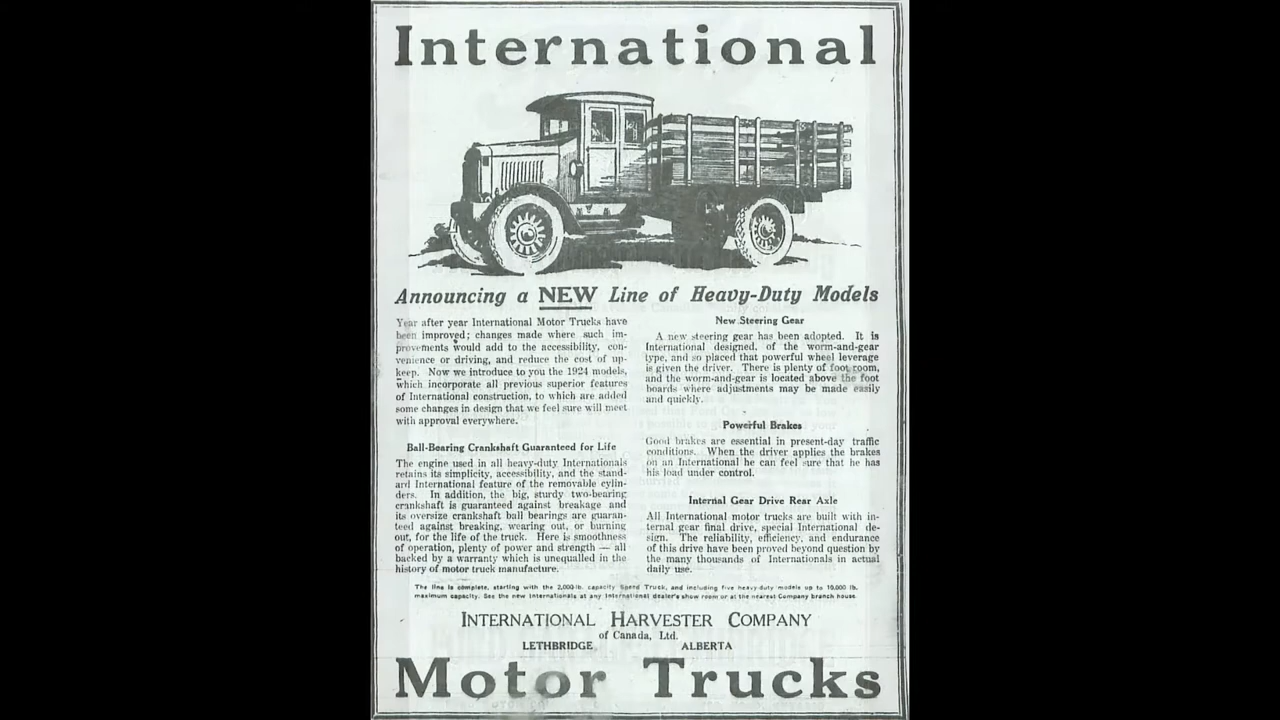 International
Announcing a NEW Line of Heavy-Duty Models
Year after year International Motor Trucks have
been improved; changes made where such im-
provements would add to the accessibility, con-
venience or driving, and reduce the cost of up-
keep. Now we introduce to you the 1924 models,
which incorporate all previous superior features
of International construction, to which are added
some changes in design that we feel sure will meet
with approval everywhere.
Ball-Bearing Crankshaft Guaranteed for Life
The engine used in all heavy-duty Internationals
retains its simplicity, accessibility, and the stand-
ard International feature of the removable cylin-
ders. In addition, the big, sturdy two-bearing
crankshaft is guaranteed against breakage and
its oversize crankshaft ball bearings are guaran-
teed against breaking, wearing out, or burning
out, for the life of the truck. Here is smoothness
of operation, plenty of power and strength — all
backed by a warranty which is unequalled in the
history of motor truck manufacture.
New Steering Gear
A new steering gear has been adopted. It is
International designed, of the worm-and-gear
type, and so placed that powerful wheel leverage
is given the driver. There is plenty of foot room,
and the worm-and-gear is located above the foot
boards where adjustments may be made easily
and quickly.
Powerful Brakes
Good brakes are essential in present-day traffic
conditions. When the driver applies the brakes
on an International he can feel sure that he has
his load under control.
Internal Gear Drive Rear Axle
All International motor trucks are built with in-
ternal gear final drive, special International de-
sign. The reliability, efficiency, and endurance
of this drive have been proved beyond question by
the many thousands of Internationals in actual
daily use.
The line is complete, starting with the 2,000-lb. capacity Speed Truck, and including five heavy-duty models up to 10,000 lb.
maximum capacity. See the new Internationals at any International dealer's show room or at the nearest Company branch house.
INTERNATIONAL HARVESTER COMPANY
of Canada, Ltd.
LETHBRIDGE ALBERTA
Motor Trucks